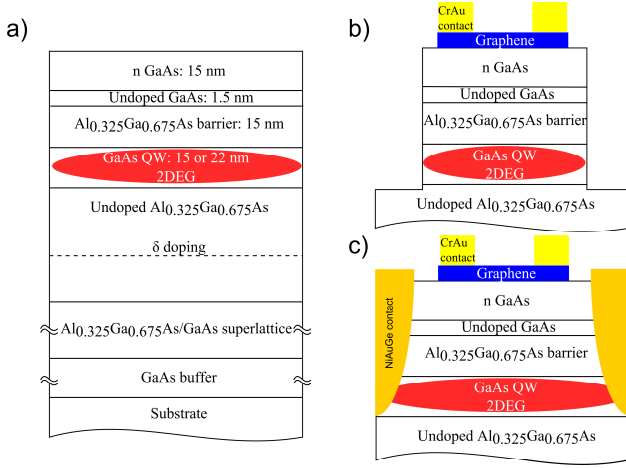 a)
n GaAs: 15 nm
Undoped GaAs: 1.5 nm
Al0.325Ga0.675As barrier: 15 nm
GaAs QW: 15 or 22 nm
2DEG
Undoped Al0.325Ga0.675As
δ doping
Al0.325Ga0.675As/GaAs superlattice
GaAs buffer
Substrate
b)
CrAu
contact
Graphene
n GaAs
Undoped GaAs
Al0.325Ga0.675As barrier
GaAs QW
2DEG
Undoped Al0.325Ga0.675As
c)
CrAu
contact
Graphene
NiAuGe contact
n GaAs
Undoped GaAs
Al0.325Ga0.675As barrier
GaAs QW
2DEG
Undoped Al0.325Ga0.675As